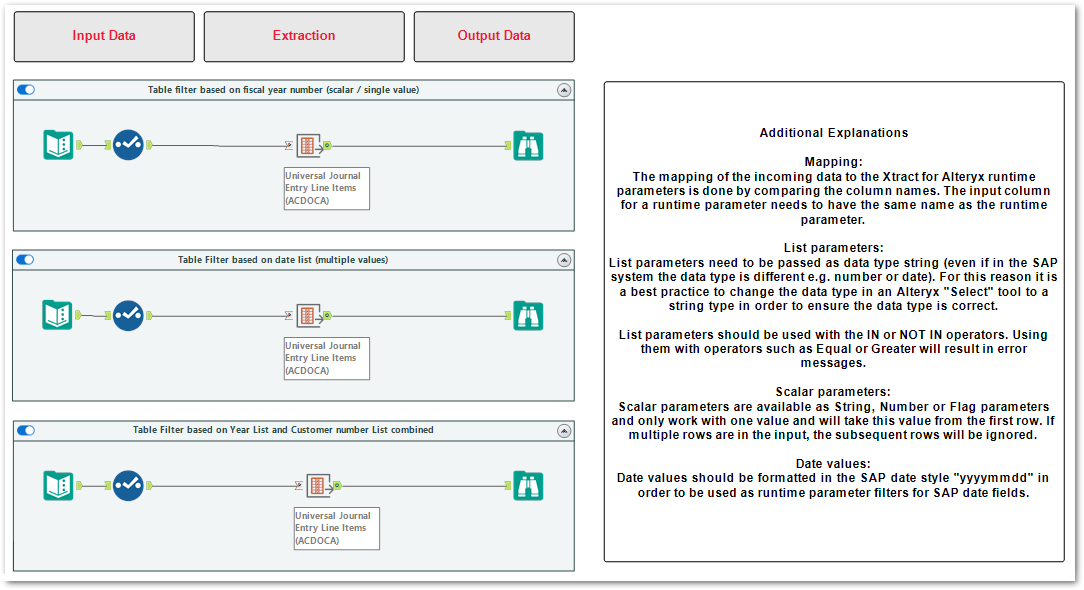 Input Data
Extraction
Output Data
Table filter based on fiscal year number (scalar / single value)
Universal Journal
Entry Line Items
(ACDOCA)
Table Filter based on date list (multiple values)
Universal Journal
Entry Line Items
(ACDOCA)
Table Filter based on Year List and Customer number List combined
Universal Journal
Entry Line Items
(ACDOCA)
Additional Explanations
Mapping:
The mapping of the incoming data to the Xtract for Alteryx runtime
parameters is done by comparing the column names. The input column
for a runtime parameter needs to have the same name as the runtime
parameter.
List parameters:
List parameters need to be passed as data type string (even if in the SAP
system the data type is different e.g. number or date). For this reason it is
a best practice to change the data type in an Alteryx "Select" tool to a
string type in order to ensure the data type is correct.
List parameters should be used with the IN or NOT IN operators. Using
them with operators such as Equal or Greater will result in error
messages.
Scalar parameters:
Scalar parameters are available as String, Number or Flag parameters
and only work with one value and will take this value from the first row. If
multiple rows are in the input, the subsequent rows will be ignored.
Date values:
Date values should be formatted in the SAP date style "yyyymmdd" in
order to be used as runtime parameter filters for SAP date fields.